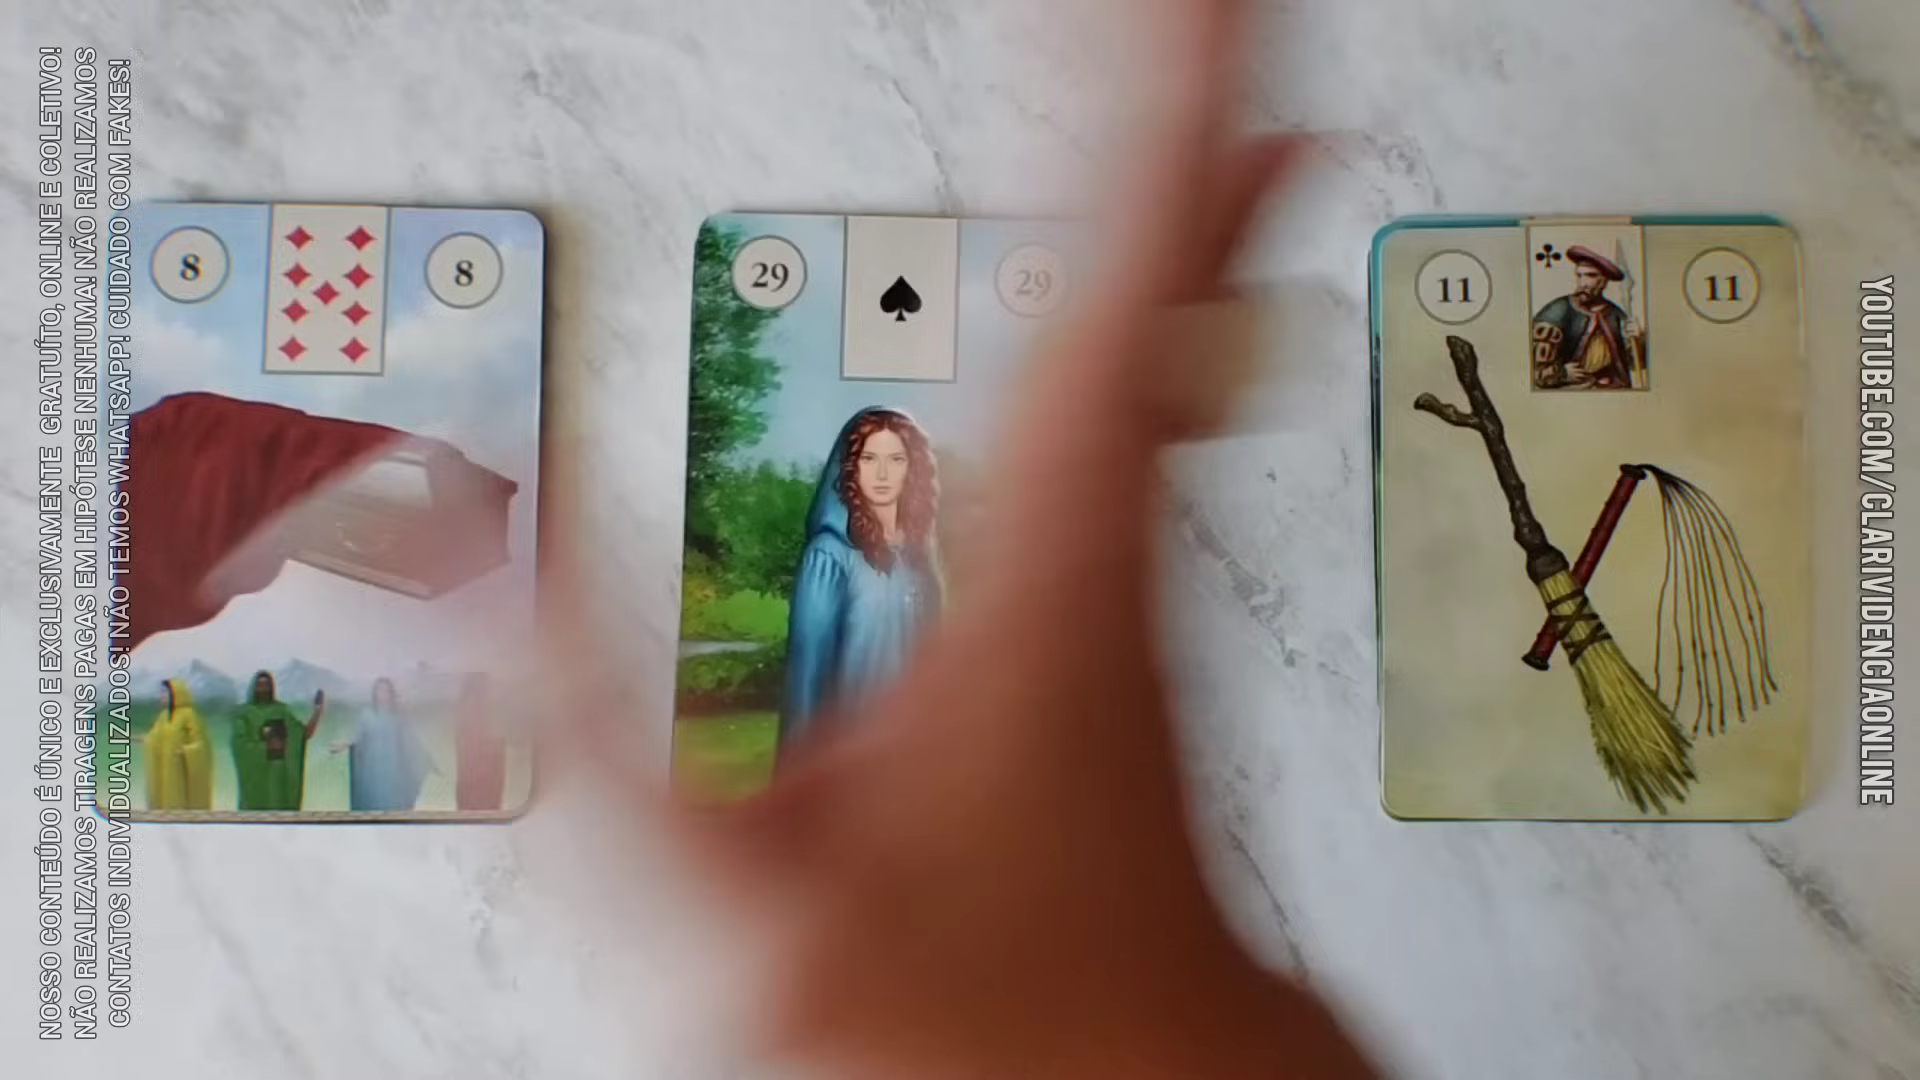 NOSSO CONTEÚDO É ÚNICO E EXCLUSIVAMENTE GRATUÍTO, ONLINE E COLETIVO!
NÃO REALIZAMOS TIRAGENS PAGAS EM HIPÓTESE NENHUMA! NÃO REALIZAMOS
CONTATOS INDIVIDUALIZADOS! NÃO TEMOS WHATSAPP! CUIDADO COM FAKES!
8
8
29
29
11
11
YOUTUBE.COM/CLARIVIDENCIAONLINE